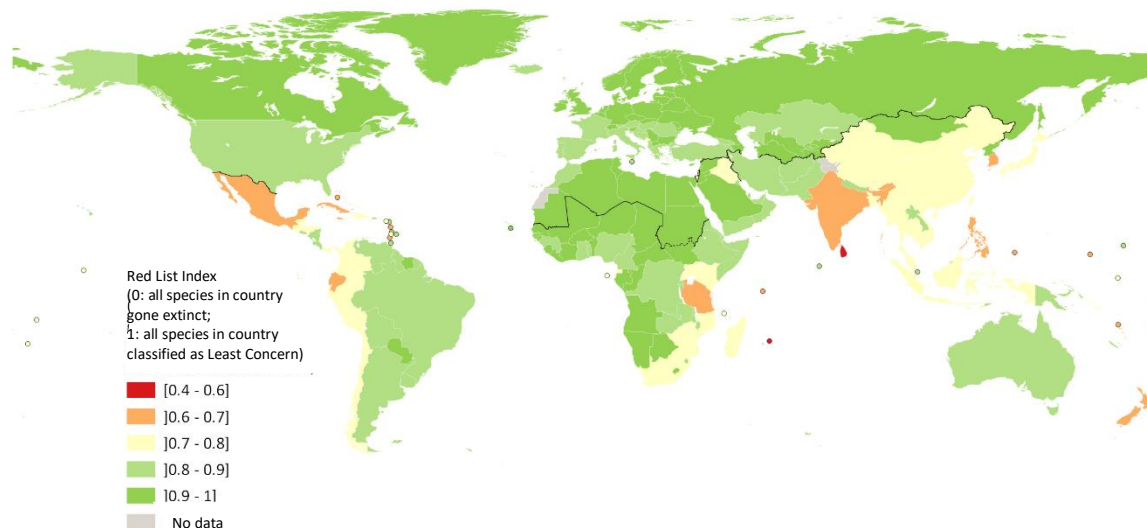 Red List Index
(0: all species in country
gone extinct;
1: all species in country
classified as Least Concern)
]0.4 - 0.6]
]0.6 - 0.7]
]0.7 - 0.8]
]0.8 - 0.9]
]0.9 - 1]
No data